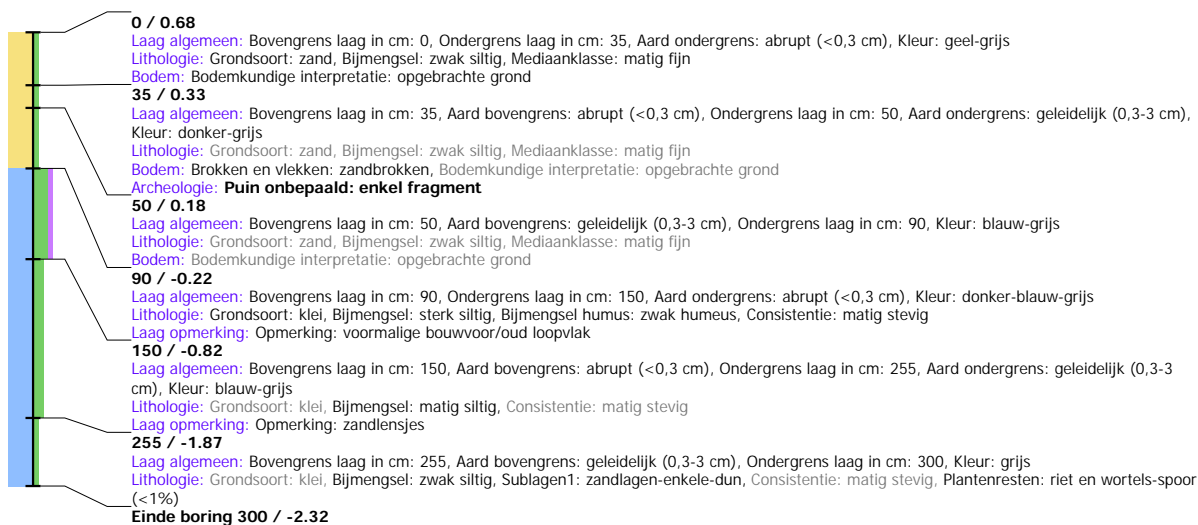 0 / 0.68
Laag algemeen: Bovengrens laag in cm: 0, Ondergrens laag in cm: 35, Aard ondergrens: abrupt (<0,3 cm), Kleur: geel-grijs
Lithologie: Grondsoort: zand, Bijmengsel: zwak siltig, Mediaanklasse: matig fijn
Bodem: Bodemkundige interpretatie: opgebrachte grond
35 / 0.33
Laag algemeen: Bovengrens laag in cm: 35, Aard bovengrens: abrupt (<0,3 cm), Ondergrens laag in cm: 50, Aard ondergrens: geleidelijk (0,3-3 cm),
Kleur: donker-grijs
Lithologie: Grondsoort: zand, Bijmengsel: zwak siltig, Mediaanklasse: matig fijn
Bodem: Brokken en vlekken: zandbrokken, Bodemkundige interpretatie: opgebrachte grond
Archeologie: Puin onbepaald: enkel fragment
50 / 0.18
Laag algemeen: Bovengrens laag in cm: 50, Aard bovengrens: geleidelijk (0,3-3 cm), Ondergrens laag in cm: 90, Kleur: blauw-grijs
Lithologie: Grondsoort: zand, Bijmengsel: zwak siltig, Mediaanklasse: matig fijn
Bodem: Bodemkundige interpretatie: opgebrachte grond
90 / -0.22
Laag algemeen: Bovengrens laag in cm: 90, Ondergrens laag in cm: 150, Aard ondergrens: abrupt (<0,3 cm), Kleur: donker-blauw-grijs
Lithologie: Grondsoort: klei, Bijmengsel: sterk siltig, Bijmengsel humus: zwak humeus, Consistentie: matig stevig
Laag opmerking: Opmerking: voormalige bouwvoor/oud loopvlak
150 / -0.82
Laag algemeen: Bovengrens laag in cm: 150, Aard bovengrens: abrupt (<0,3 cm), Ondergrens laag in cm: 255, Aard ondergrens: geleidelijk (0,3-3
cm), Kleur: blauw-grijs
Lithologie: Grondsoort: klei, Bijmengsel: matig siltig, Consistentie: matig stevig
Laag opmerking: Opmerking: zandlensjes
255 / -1.87
Laag algemeen: Bovengrens laag in cm: 255, Aard bovengrens: geleidelijk (0,3-3 cm), Ondergrens laag in cm: 300, Kleur: grijs
Lithologie: Grondsoort: klei, Bijmengsel: zwak siltig, Sublagen1: zandlagen-enkele-dun, Consistentie: matig stevig, Plantenresten: riet en wortels-spoor
(<1%)
Einde boring 300 / -2.32